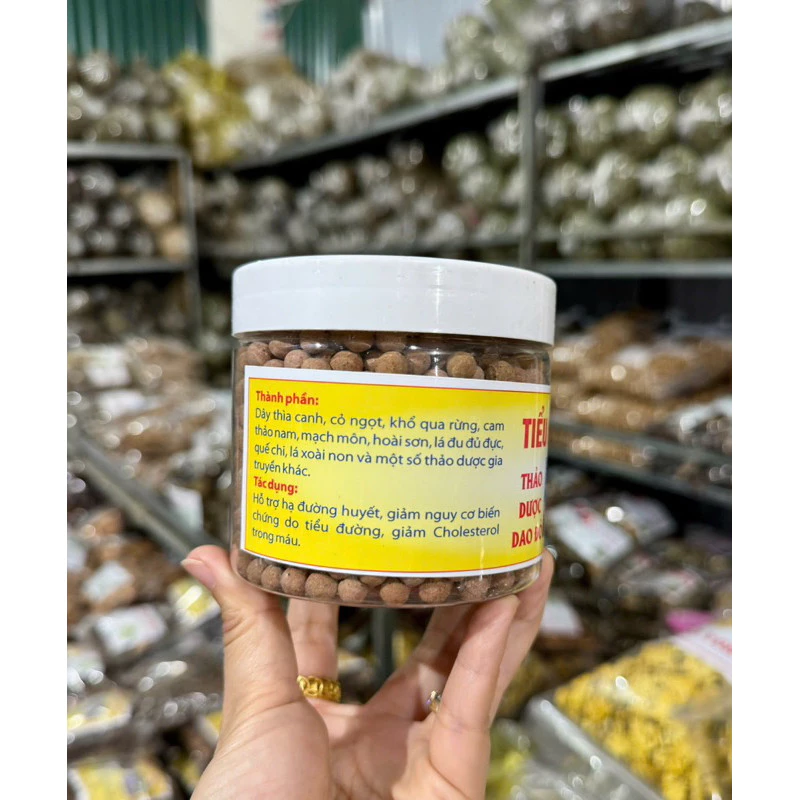 Thành phần:
Dây thìa canh, cỏ ngọt, khổ qua rừng, cam
thảo nam, mạch môn, hoài sơn, lá đu đủ đực,
quế chi, lá xoài non và một số thảo dược gia
truyền khác.
Tác dụng:
Hỗ trợ hạ đường huyết, giảm nguy cơ biến
chứng do tiểu đường, giảm Cholesterol
trong máu.
TIỂU
THẢO
DƯỢC
DAO ĐỎ